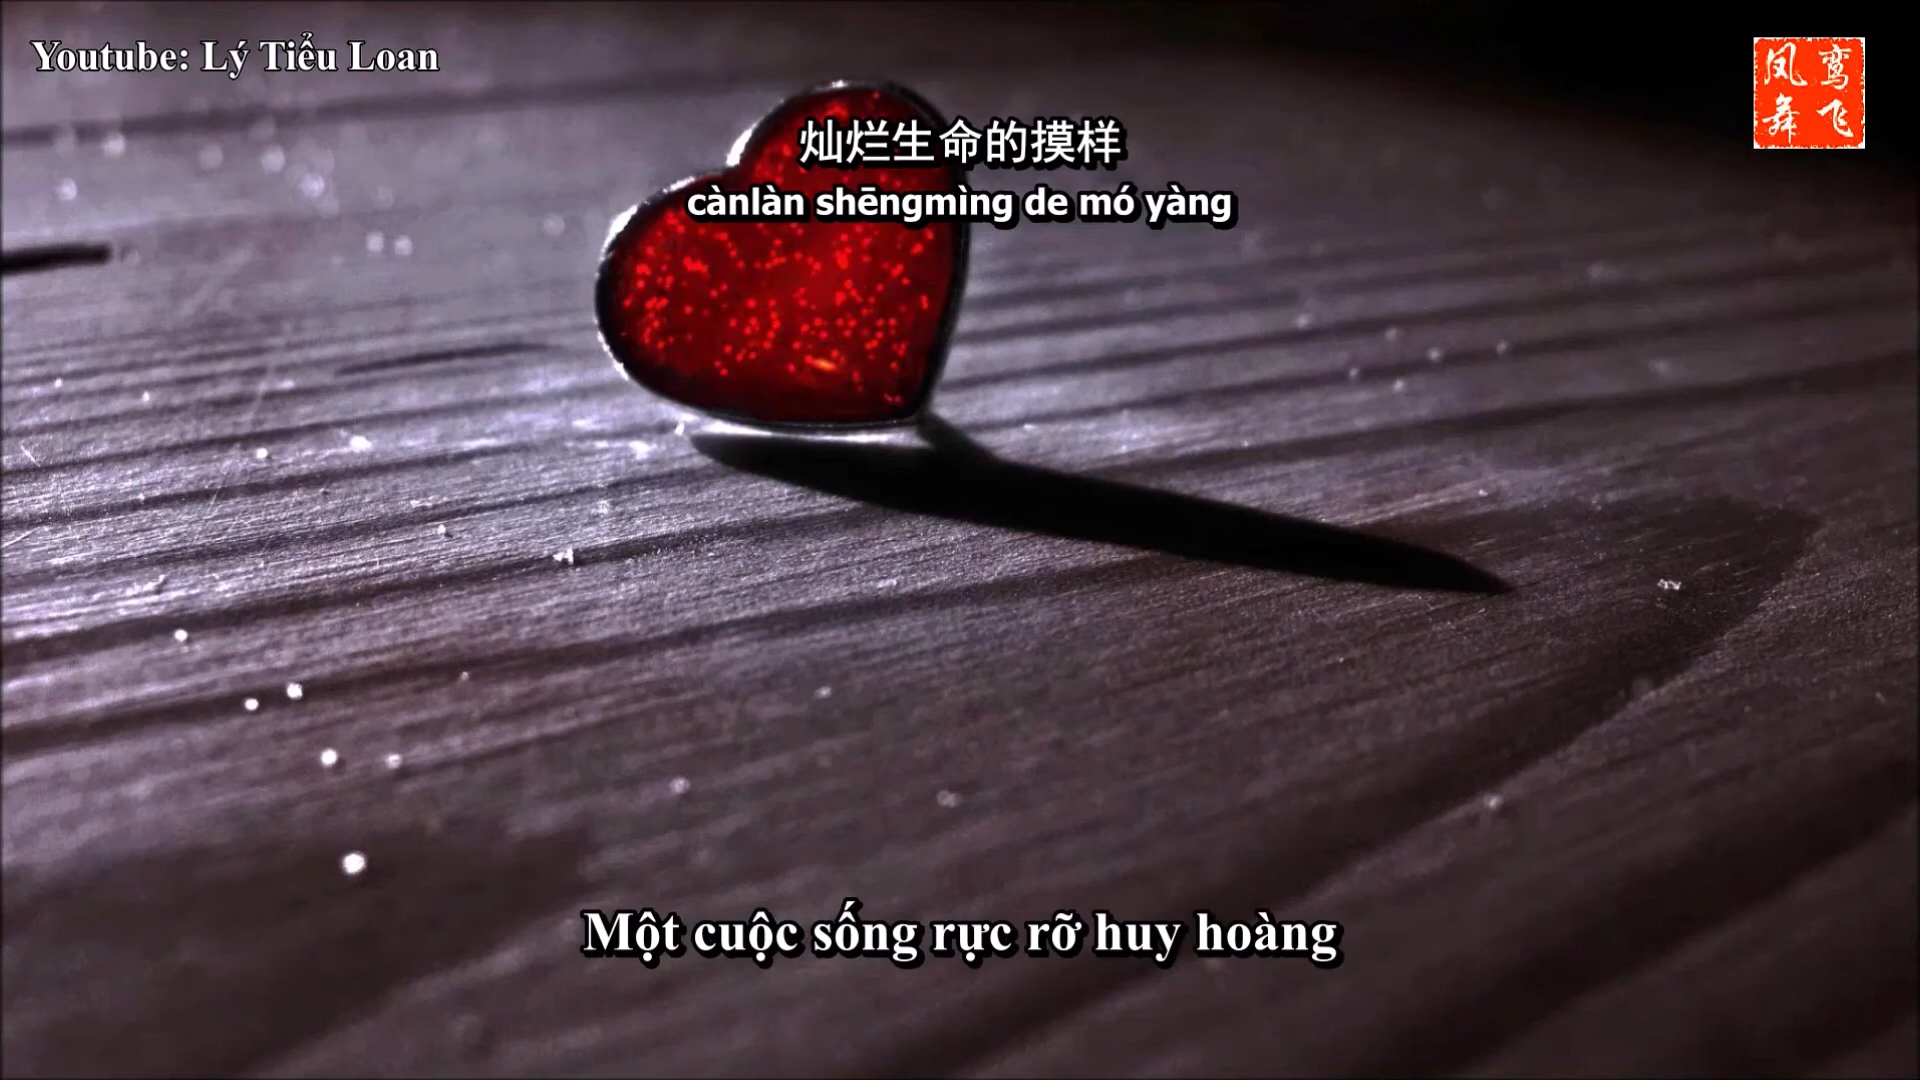 Youtube: Lý Tiểu Loan
凤鸾
舞飞
灿烂生命的摸样
cànlàn shēngmìng de mó yàng
Một cuộc sống rực rỡ huy hoàng